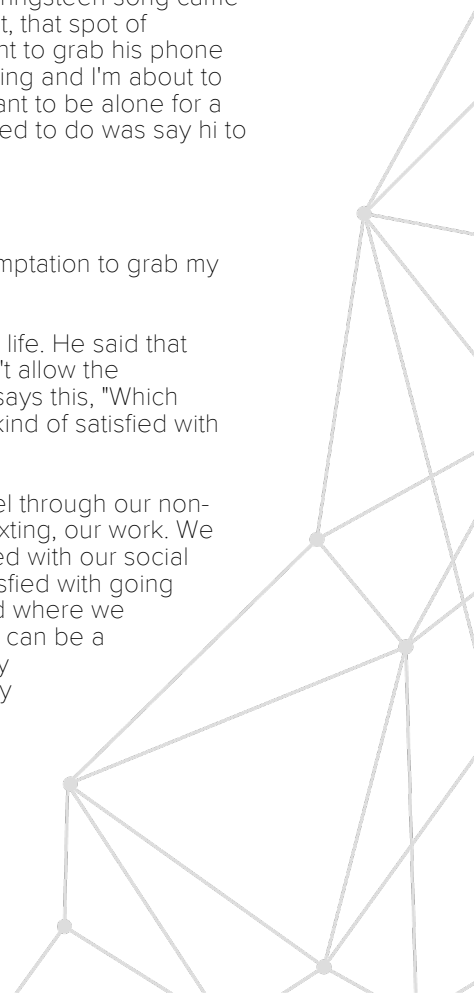 ringsteen song came
t, that spot of
nt to grab his phone
ing and I'm about to
ant to be alone for a
ed to do was say hi to
mptation to grab my
life. He said that
't allow the
says this, "Which
kind of satisfied with
el through our non-
xting, our work. We
ed with our social
sfied with going
d where we
can be a
y
y